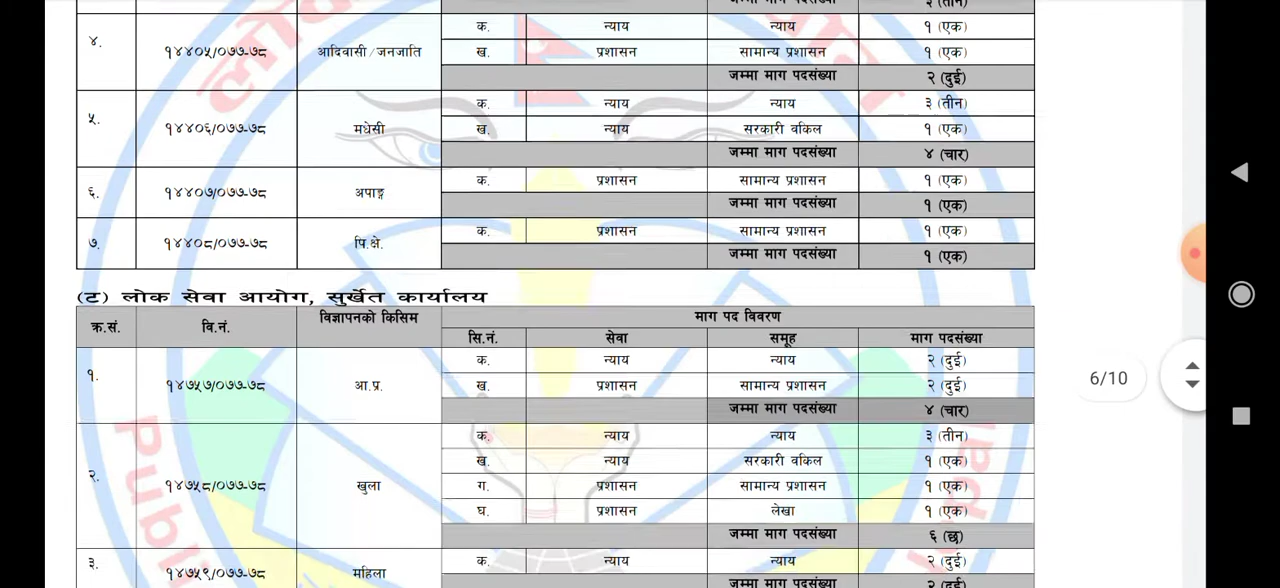 जम्मा माग पदसंख्या ३ (तीन)
४. १४४०५/०७७-७८ आदिवासी/जनजाति क. न्याय न्याय १ (एक)
ख. प्रशासन सामान्य प्रशासन १ (एक)
जम्मा माग पदसंख्या २ (दुई)
५. १४४०६/०७७-७८ मधेसी क. न्याय न्याय ३ (तीन)
ख. न्याय सरकारी वकिल १ (एक)
जम्मा माग पदसंख्या ४ (चार)
६. १४४०७/०७७-७८ अपाङ्ग क. प्रशासन सामान्य प्रशासन १ (एक)
जम्मा माग पदसंख्या १ (एक)
७. १४४०८/०७७-७८ पि.क्षे. क. प्रशासन सामान्य प्रशासन १ (एक)
जम्मा माग पदसंख्या १ (एक)
(ट) लोक सेवा आयोग, सुर्खेत कार्यालय
क्र.सं. वि.नं. विज्ञापनको किसिम माग पद विवरण
सि.नं. सेवा समूह माग पदसंख्या
१. १४७५७/०७७-७८ आ.प्र. क. न्याय न्याय २ (दुई)
ख. प्रशासन सामान्य प्रशासन २ (दुई)
जम्मा माग पदसंख्या ४ (चार)
२. १४७५८/०७७-७८ खुला क. न्याय न्याय ३ (तीन)
ख. न्याय सरकारी वकिल १ (एक)
ग. प्रशासन सामान्य प्रशासन १ (एक)
घ. प्रशासन लेखा १ (एक)
जम्मा माग पदसंख्या ६ (छ)
३. १४७५९/०७७-७८ महिला क. न्याय न्याय २ (दुई)
जम्मा माग पदसंख्या २ (दुई)
6/10